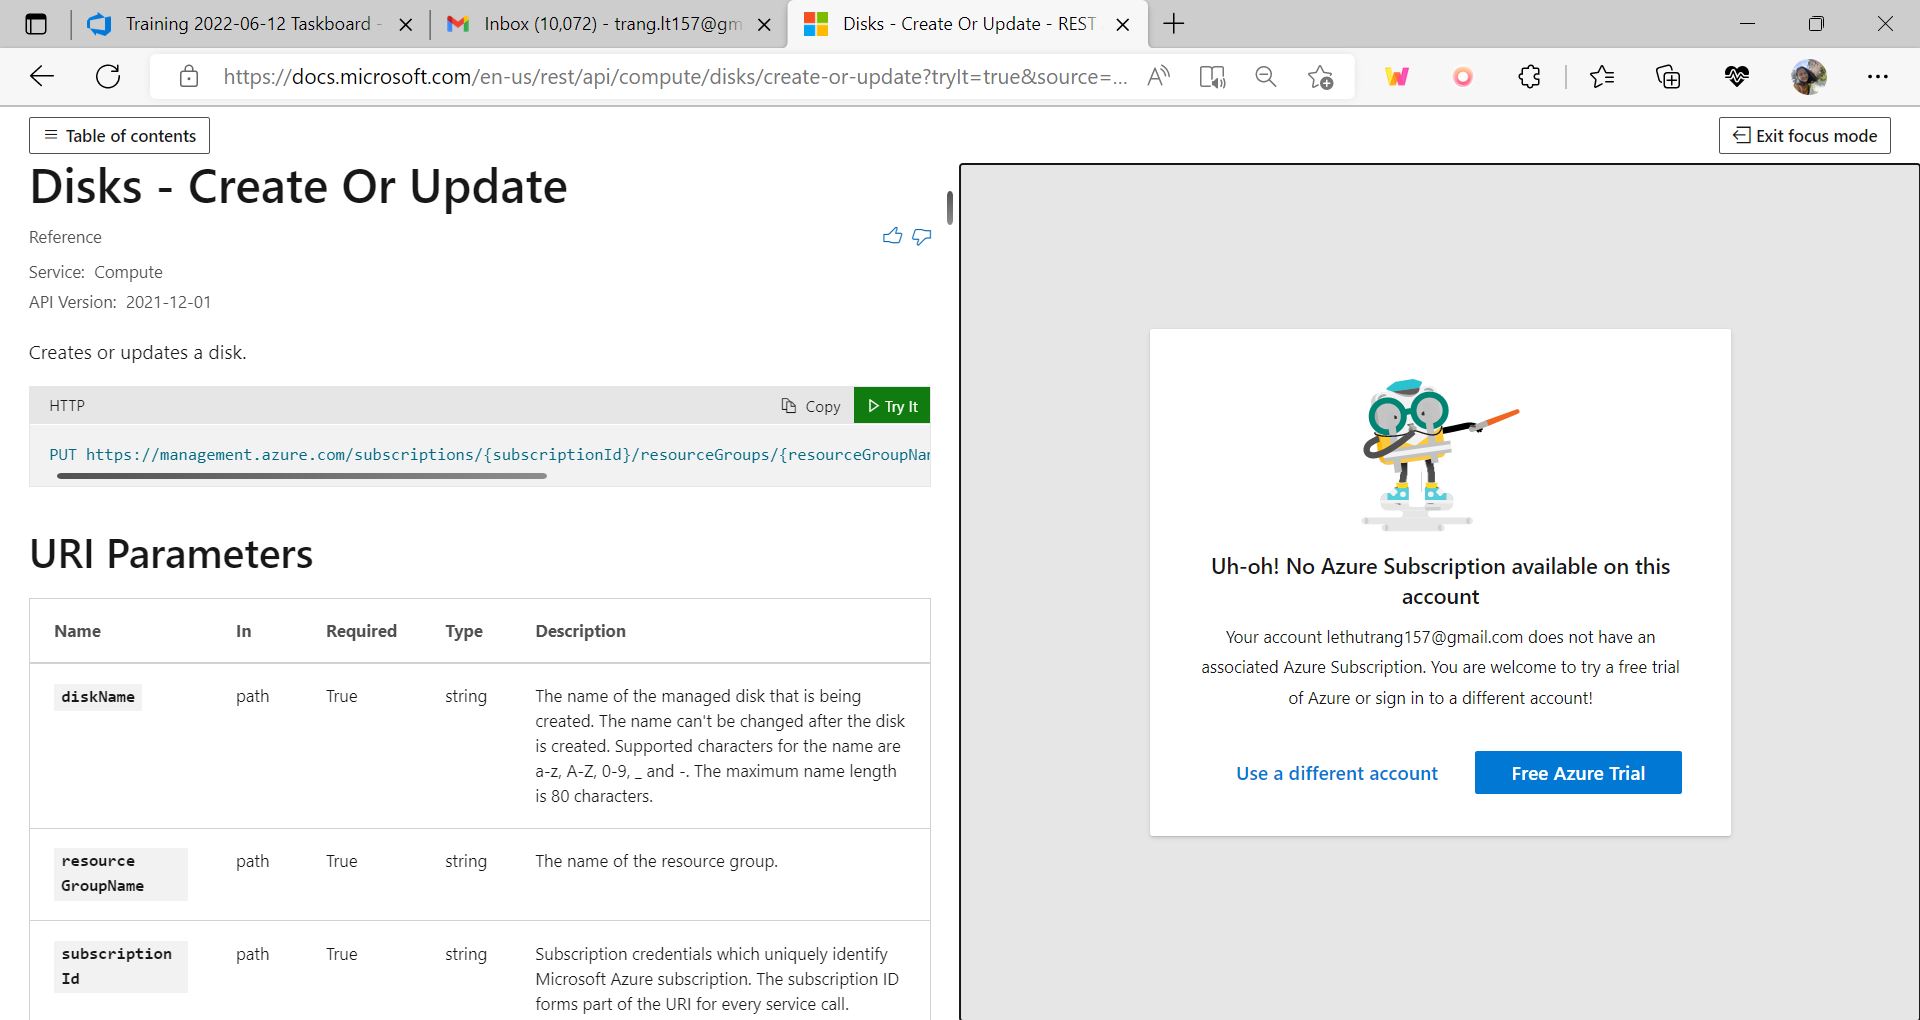 Training 2022-06-12 Taskboard -
Inbox (10,072) - trang.lt157@gm
Disks - Create Or Update - REST
https://docs.microsoft.com/en-us/rest/api/compute/disks/create-or-update?tryIt=true&source=...
Table of contents
Exit focus mode
Disks - Create Or Update
Reference
Service: Compute
API Version: 2021-12-01
Creates or updates a disk.
HTTP
Copy
Try It
PUT https://management.azure.com/subscriptions/{subscriptionId}/resourceGroups/{resourceGroupNam
URI Parameters
Name In Required Type Description
diskName path True string The name of the managed disk that is being
created. The name can't be changed after the disk
is created. Supported characters for the name are
a-z, A-Z, 0-9, _ and -. The maximum name length
is 80 characters.
resource path True string The name of the resource group.
GroupName
subscription path True string Subscription credentials which uniquely identify
Id Microsoft Azure subscription. The subscription ID
forms part of the URI for every service call.
Uh-oh! No Azure Subscription available on this
account
Your account lethutrang157@gmail.com does not have an
associated Azure Subscription. You are welcome to try a free trial
of Azure or sign in to a different account!
Use a different account
Free Azure Trial